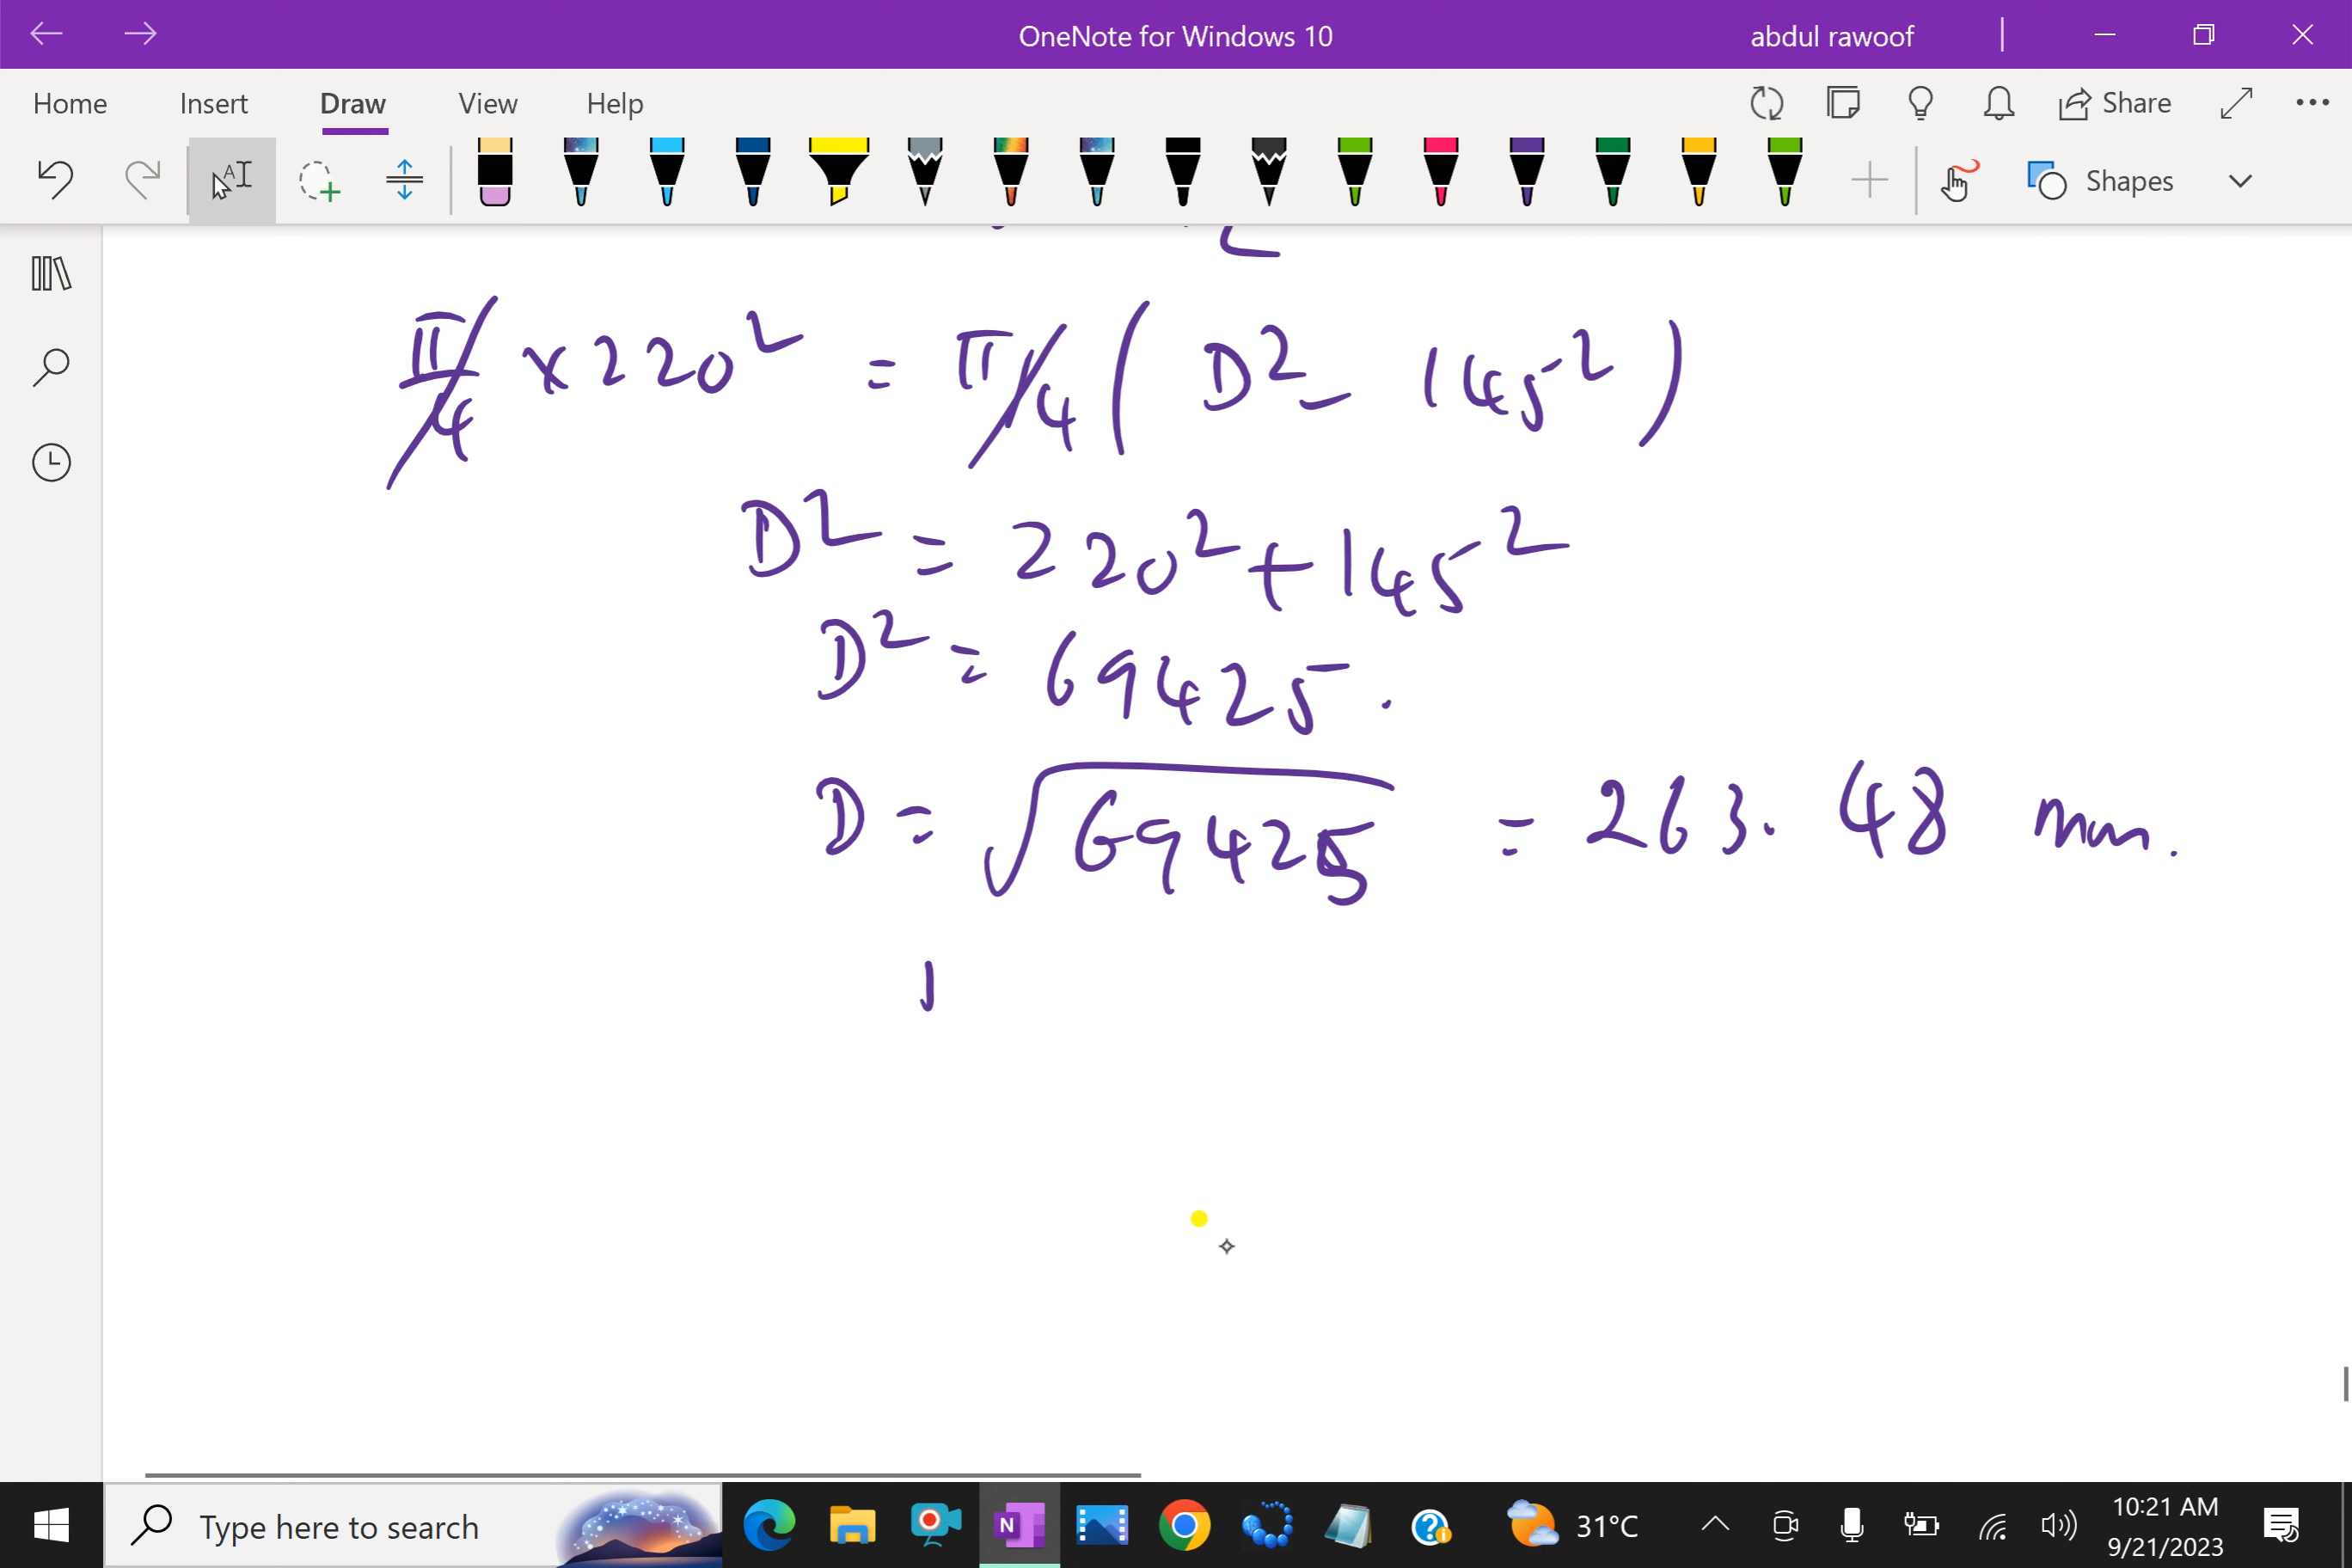 OneNote for Windows 10
abdul rawoof
Home Insert Draw View Help Share
Shapes
π/4 × 220² = π/4 ( D² - 145² )
D² = 220² + 145²
D² = 69425.
D = √69425 = 263.48 mm.
Type here to search
31°C
10:21 AM
9/21/2023